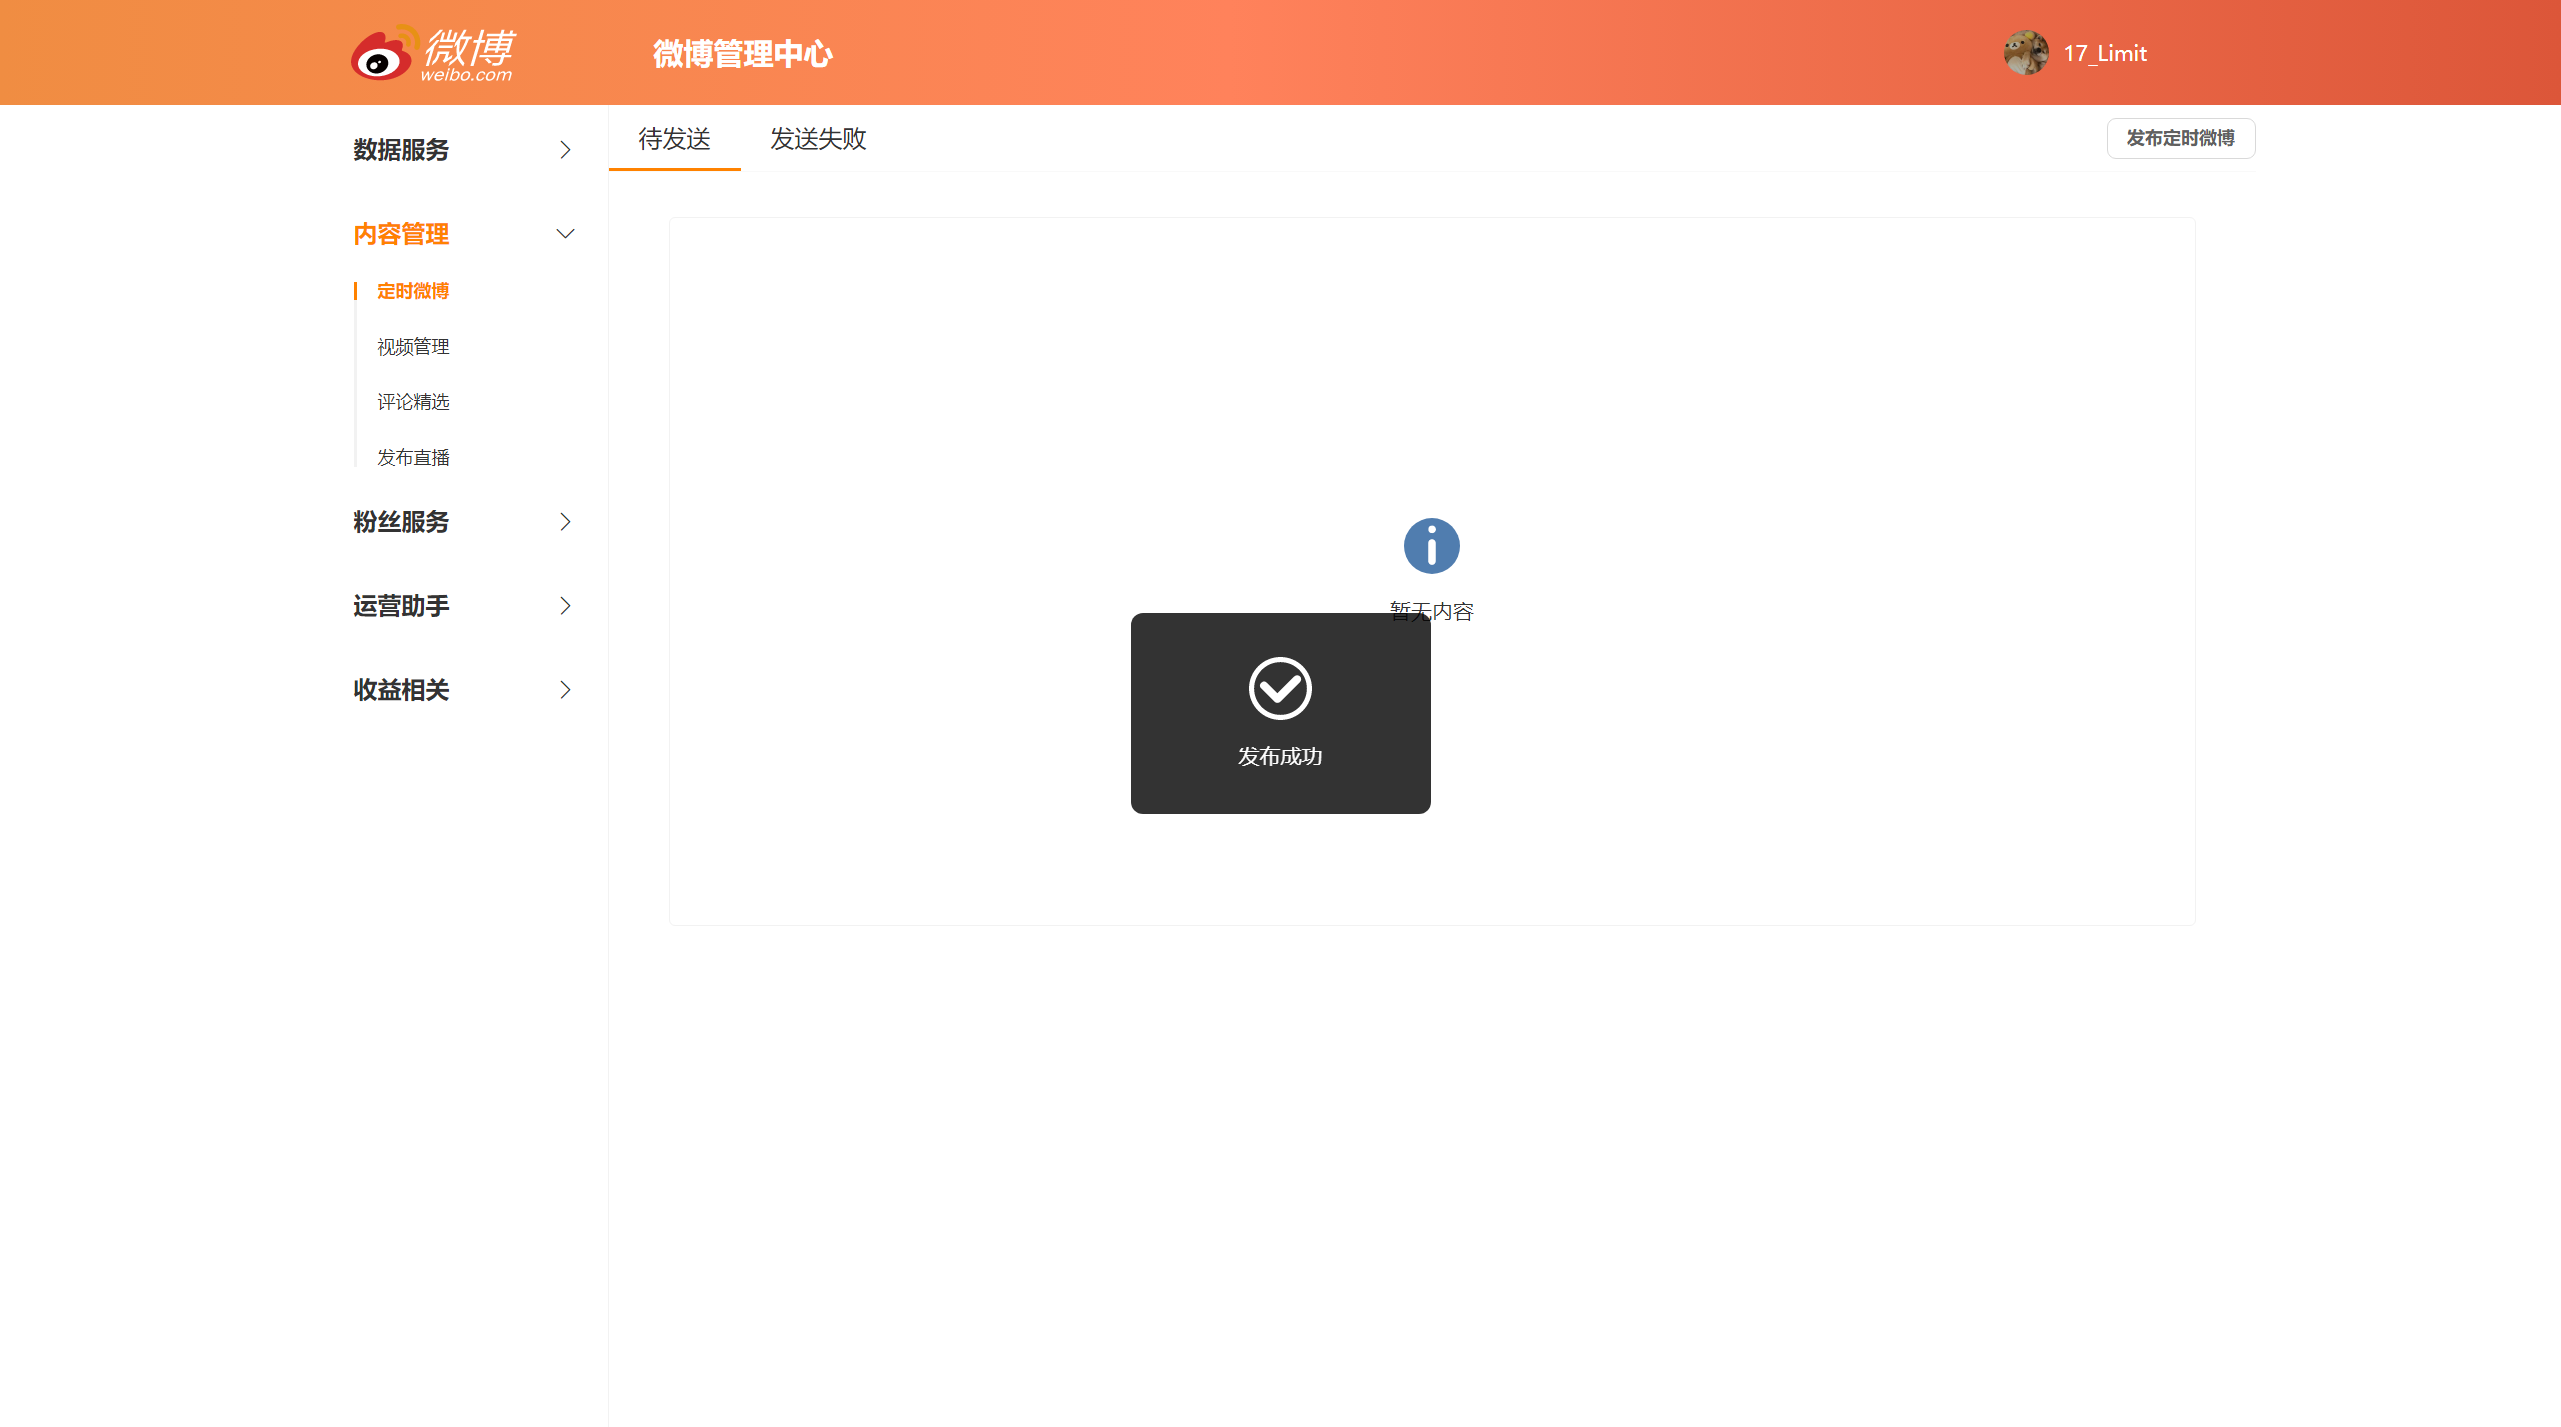 微博
weibo.com
微博管理中心
17_Limit
数据服务
内容管理
定时微博
视频管理
评论精选
发布直播
粉丝服务
运营助手
收益相关
待发送
发送失败
发布定时微博
暂无内容
发布成功